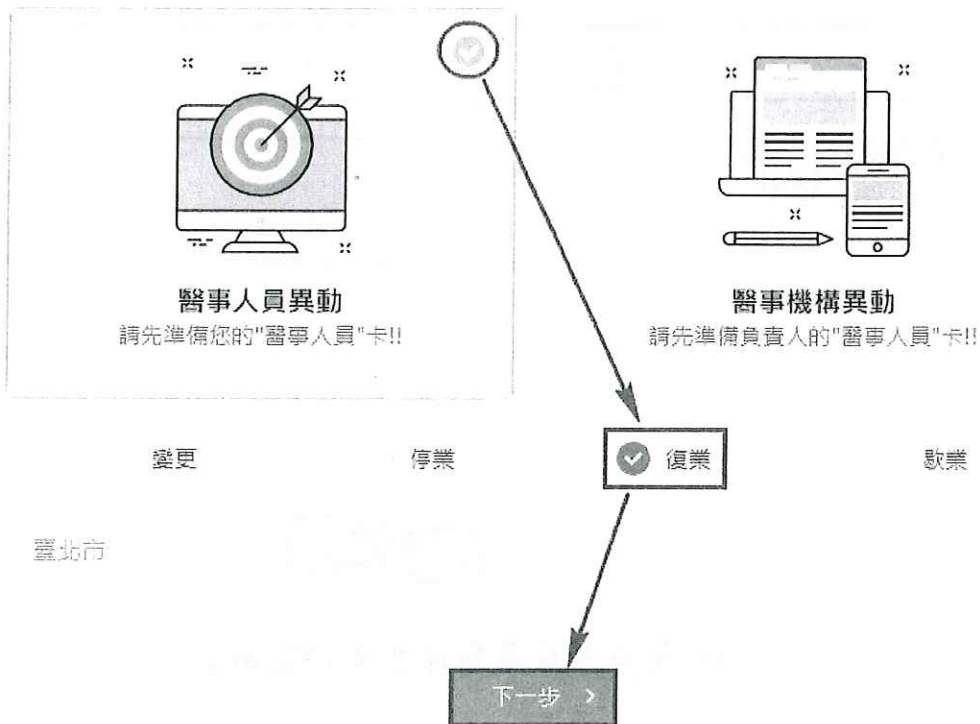 醫事人員異動
請先準備您的"醫事人員"卡!!
醫事機構異動
請先準備負責人的"醫事人員"卡!!
變更
停業
復業
歇業
臺北市
下一步 >